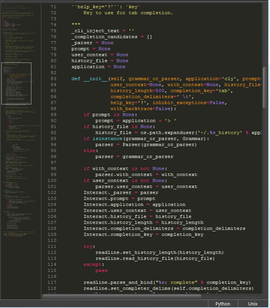 71 ``help_key="?"``: `key`
72 Key to use for tab completion.
73
74 """
75 _cli_inject_text = ''
76 _completion_candidates = []
77 _parser = None
78 prompt = None
79 user_context = None
80 history_file = None
81 application = None
82
83 def __init__(self, grammar_or_parser, application="cly", prompt=
84 user_context=None, with_context=None, history_file=
85 history_length=500, completion_key="tab",
86 completion_delimiters=" \t",
87 help_key="?", inhibit_exceptions=False,
88 with_backtrace=False):
89 if prompt is None:
90 prompt = application + "> "
91 if history_file is None:
92 history_file = os.path.expanduser("~/.%s_history" % appl
93 if isinstance(grammar_or_parser, Grammar):
94 parser = Parser(grammar_or_parser)
95 else:
96 parser = grammar_or_parser
97
98 if with_context is not None:
99 parser.with_context = with_context
100 if user_context is not None:
101 parser.user_context = user_context
102 Interact._parser = parser
103 Interact.prompt = prompt
104 Interact.application = application
105 Interact.user_context = user_context
106 Interact.history_file = history_file
107 Interact.history_length = history_length
108 Interact.completion_delimiters = completion_delimiters
109 Interact.completion_key = completion_key
110
111 try:
112 readline.set_history_length(history_length)
113 readline.read_history_file(history_file)
114 except:
115 pass
116
117 readline.parse_and_bind("%s: complete" % completion_key)
118 readline.set_completer_delims(self.completion_delimiters)
Python Unix